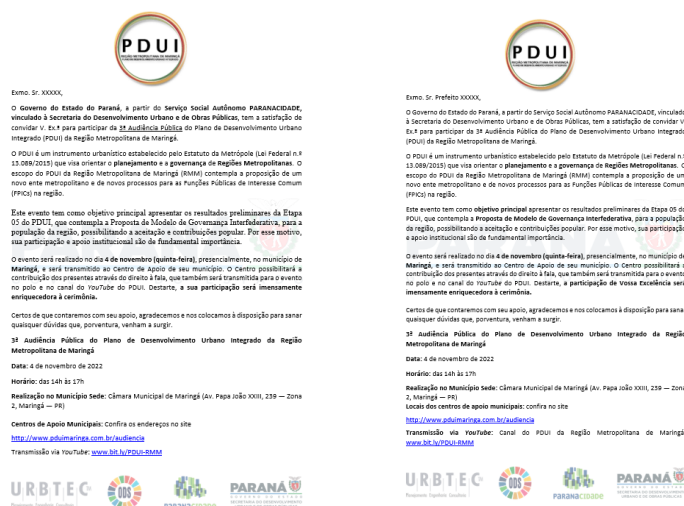 PDUI
REGIÃO METROPOLITANA DE MARINGÁ
Exmo. Sr. XXXXX,
O Governo do Estado do Paraná, a partir do Serviço Social Autônomo PARANACIDADE,
vinculado à Secretaria do Desenvolvimento Urbano e de Obras Públicas, tem a satisfação de
convidar V. Ex.ª para participar da 3ª Audiência Pública do Plano de Desenvolvimento Urbano
Integrado (PDUI) da Região Metropolitana de Maringá.
O PDUI é um instrumento urbanístico estabelecido pelo Estatuto da Metrópole (Lei Federal n.º
13.089/2015) que visa orientar o planejamento e a governança de Regiões Metropolitanas. O
escopo do PDUI da Região Metropolitana de Maringá (RMM) contempla a proposição de um
novo ente metropolitano e de novos processos para as Funções Públicas de Interesse Comum
(FPICs) na região.
Este evento tem como objetivo principal apresentar os resultados preliminares da Etapa
05 do PDUI, que contempla a Proposta de Modelo de Governança Interfederativa, para a
população da região, possibilitando a aceitação e contribuições popular. Por esse motivo,
sua participação e apoio institucional são de fundamental importância.
O evento será realizado no dia 4 de novembro (quinta-feira), presencialmente, no município de
Maringá, e será transmitido ao Centro de Apoio de seu município. O Centro possibilitará a
contribuição dos presentes através do direito à fala, que também será transmitida para o evento
no polo e no canal do YouTube do PDUI. Destarte, a sua participação será imensamente
enriquecedora à cerimônia.
Certos de que contaremos com seu apoio, agradecemos e nos colocamos à disposição para sanar
quaisquer dúvidas que, porventura, venham a surgir.
3ª Audiência Pública do Plano de Desenvolvimento Urbano Integrado da Região
Metropolitana de Maringá
Data: 4 de novembro de 2022
Horário: das 14h às 17h
Realização no Município Sede: Câmara Municipal de Maringá (Av. Papa João XXIII, 239 — Zona
2, Maringá — PR)
Centros de Apoio Municipais: Confira os endereços no site
http://www.pduimaringa.com.br/audiencia
Transmissão via YouTube: www.bit.ly/PDUI-RMM
URBTEC
ODS
PARANÁ
GOVERNO DO ESTADO
PDUI
REGIÃO METROPOLITANA DE MARINGÁ
Exmo. Sr. Prefeito XXXXX,
O Governo do Estado do Paraná, a partir do Serviço Social Autônomo PARANACIDADE, vinculado
à Secretaria do Desenvolvimento Urbano e de Obras Públicas, tem a satisfação de convidar V.
Ex.ª para participar da 3ª Audiência Pública do Plano de Desenvolvimento Urbano Integrado
(PDUI) da Região Metropolitana de Maringá.
O PDUI é um instrumento urbanístico estabelecido pelo Estatuto da Metrópole (Lei Federal n.º
13.089/2015) que visa orientar o planejamento e a governança de Regiões Metropolitanas. O
escopo do PDUI da Região Metropolitana de Maringá (RMM) contempla a proposição de um
novo ente metropolitano e de novos processos para as Funções Públicas de Interesse Comum
(FPICs) na região.
Este evento tem como objetivo principal apresentar os resultados preliminares da Etapa 05 do
PDUI, que contempla a Proposta de Modelo de Governança Interfederativa, para a população
da região, possibilitando a aceitação e contribuições popular. Por esse motivo, sua participação
e apoio institucional são de fundamental importância.
O evento será realizado no dia 4 de novembro (quinta-feira), presencialmente, no município de
Maringá, e será transmitido ao Centro de Apoio de seu município. O Centro possibilitará a
contribuição dos presentes através do direito à fala, que também será transmitida para o evento
no polo e no canal do YouTube do PDUI. Destarte, a participação de Vossa Excelência será
imensamente enriquecedora à cerimônia.
Certos de que contaremos com seu apoio, agradecemos e nos colocamos à disposição para sanar
quaisquer dúvidas que, porventura, venham a surgir.
3ª Audiência Pública do Plano de Desenvolvimento Urbano Integrado da Região
Metropolitana de Maringá
Data: 4 de novembro de 2022
Horário: das 14h às 17h
Realização no Município Sede: Câmara Municipal de Maringá (Av. Papa João XXIII, 239 — Zona
2, Maringá — PR)
Locais dos centros de apoio municipais: confira no site
http://www.pduimaringa.com.br/audiencia
Transmissão via YouTube: Canal do PDUI da Região Metropolitana de Maringá
www.bit.ly/PDUI-RMM
URBTEC
ODS
PARANACIDADE
PARANÁ
GOVERNO DO ESTADO